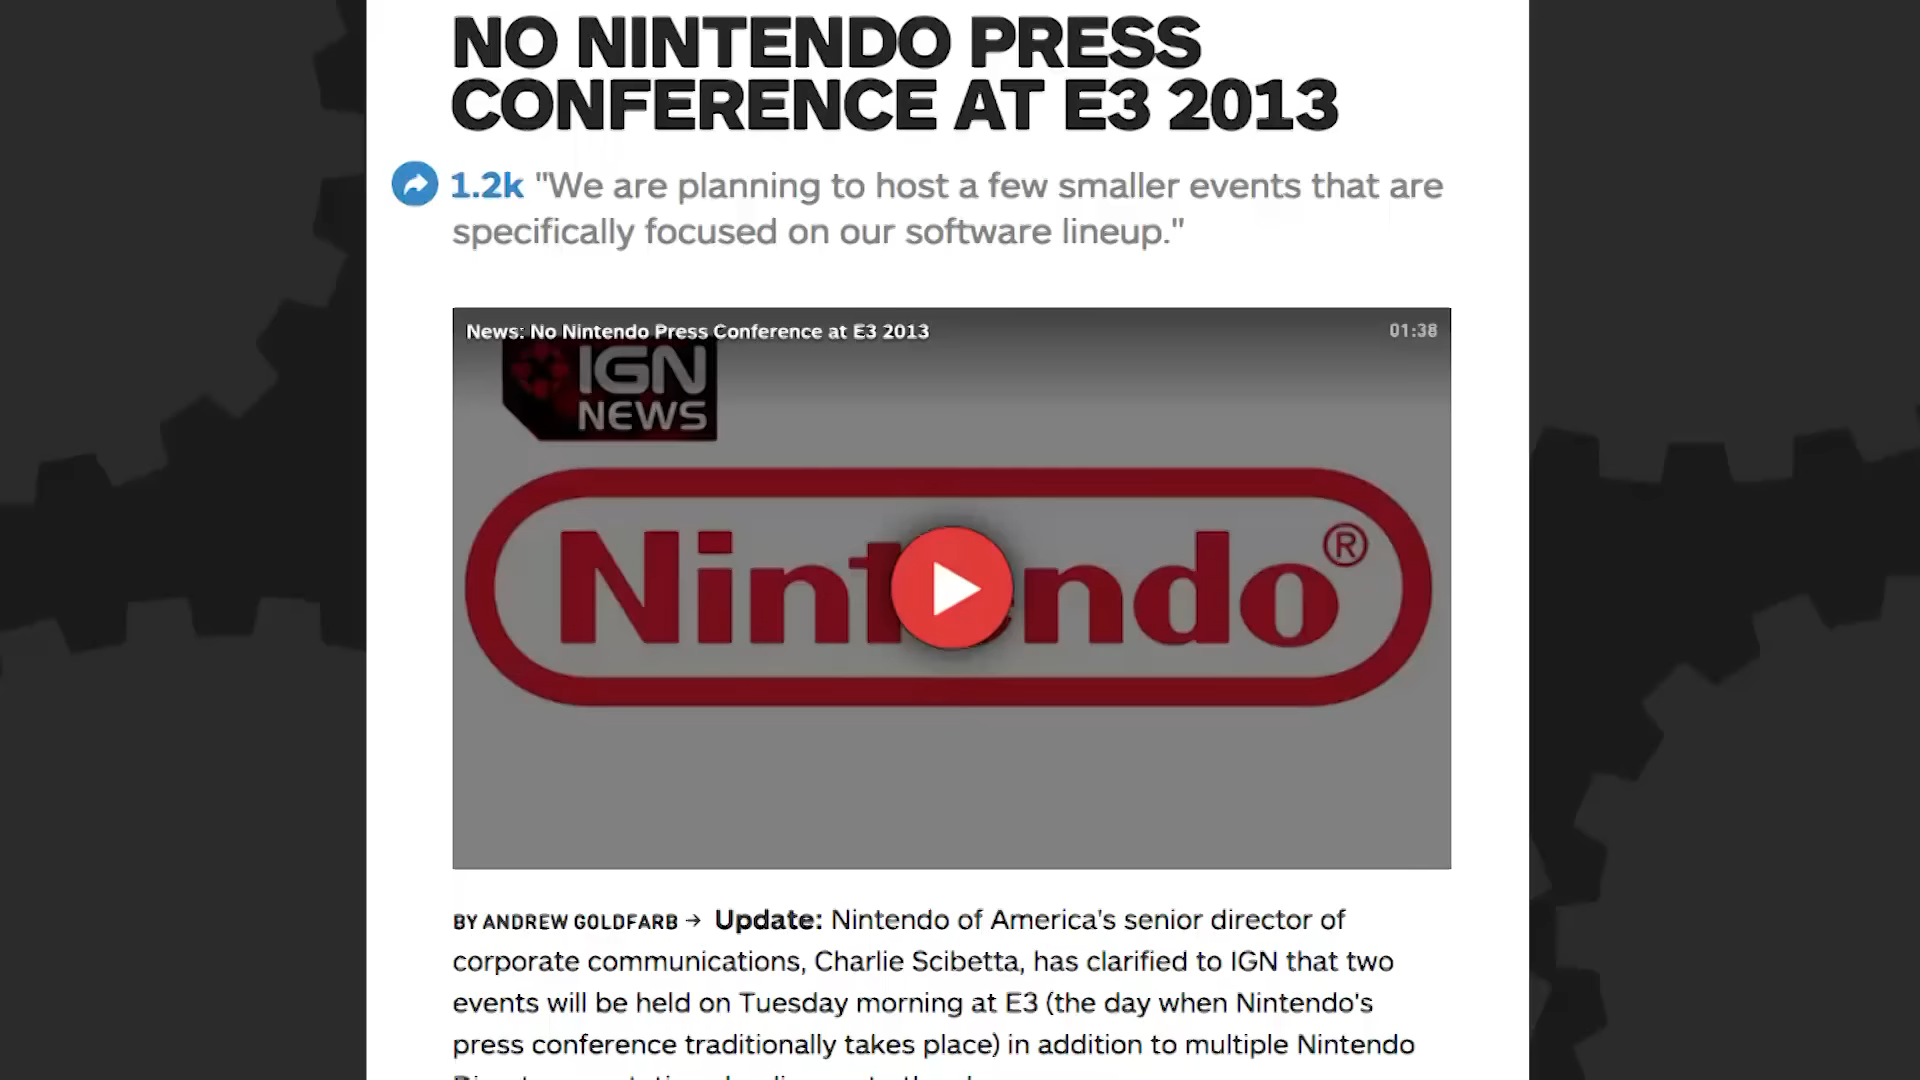 NO NINTENDO PRESS
CONFERENCE AT E3 2013
1.2k "We are planning to host a few smaller events that are
specifically focused on our software lineup."
News: No Nintendo Press Conference at E3 2013
01:38
IGN
NEWS
Nintendo®
BY ANDREW GOLDFARB → Update: Nintendo of America's senior director of
corporate communications, Charlie Scibetta, has clarified to IGN that two
events will be held on Tuesday morning at E3 (the day when Nintendo's
press conference traditionally takes place) in addition to multiple Nintendo